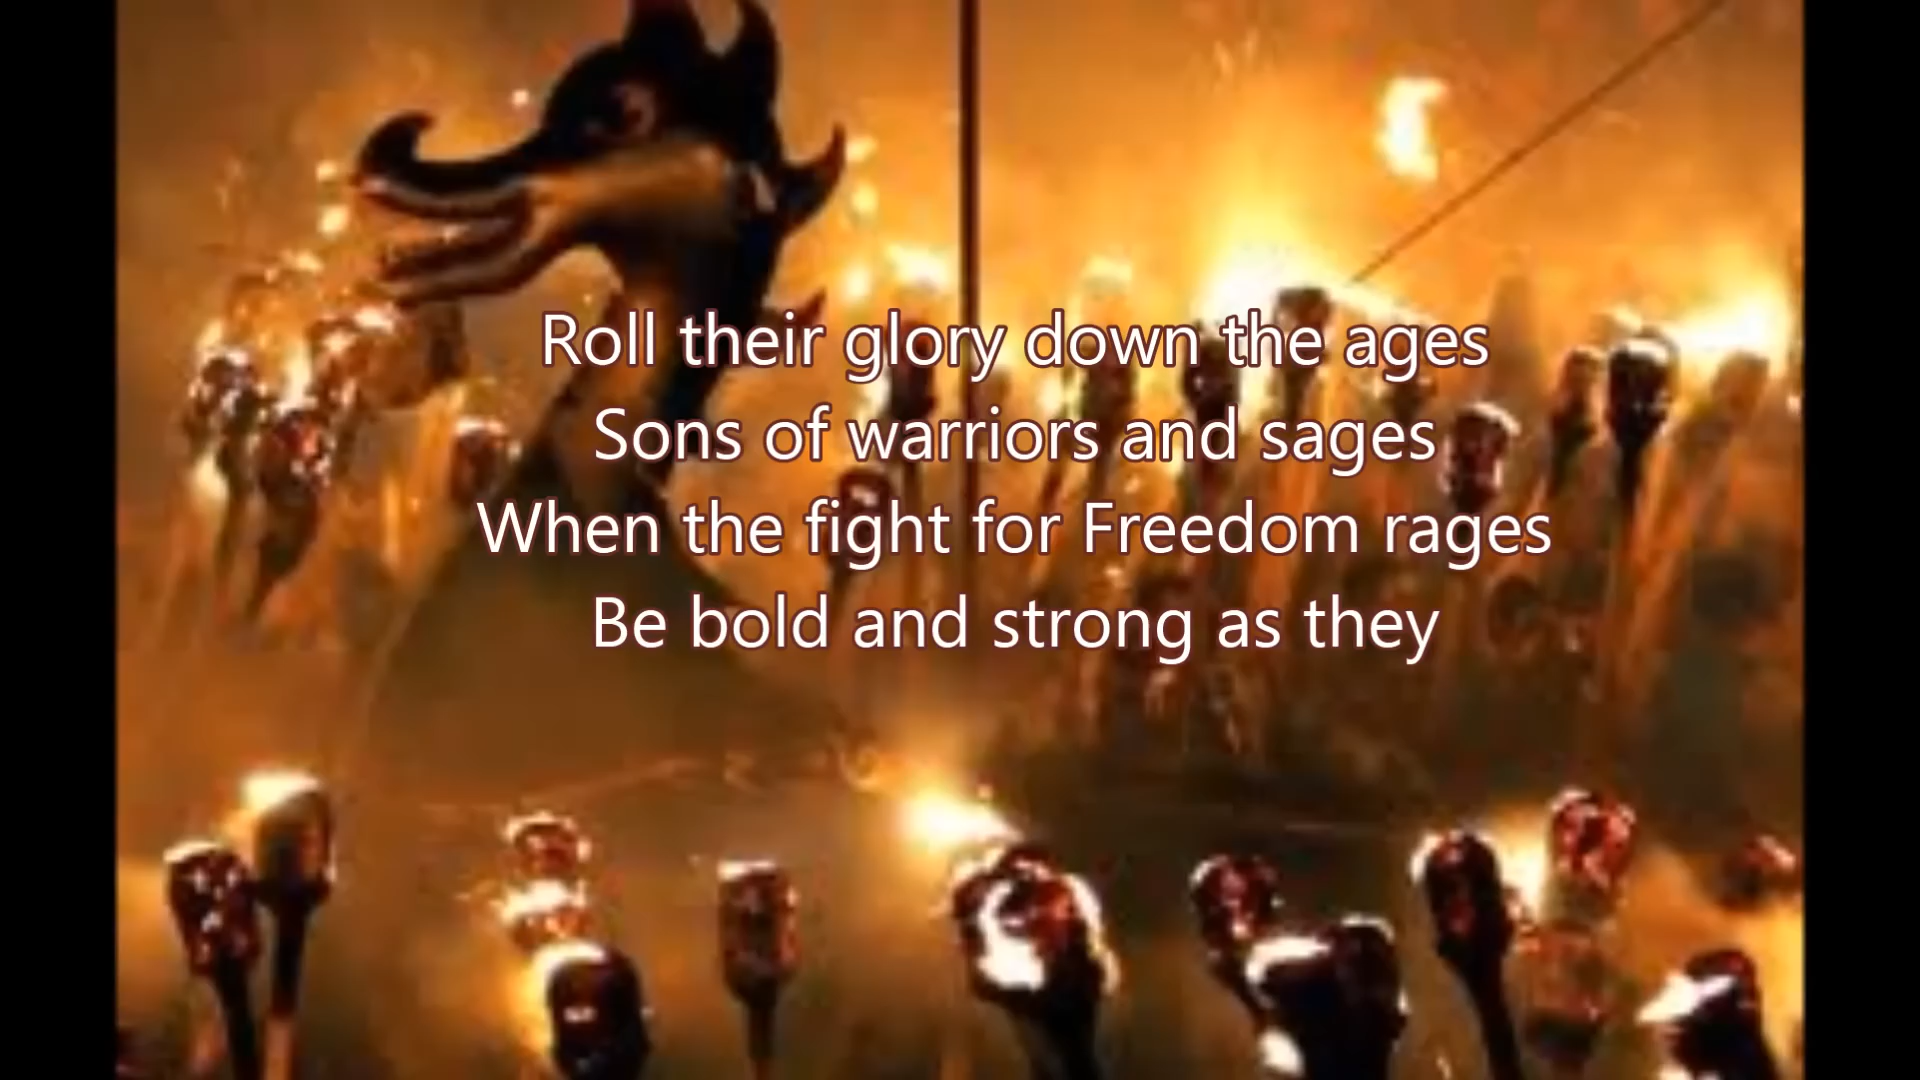 Roll their glory down the ages
Sons of warriors and sages
When the fight for Freedom rages
Be bold and strong as they